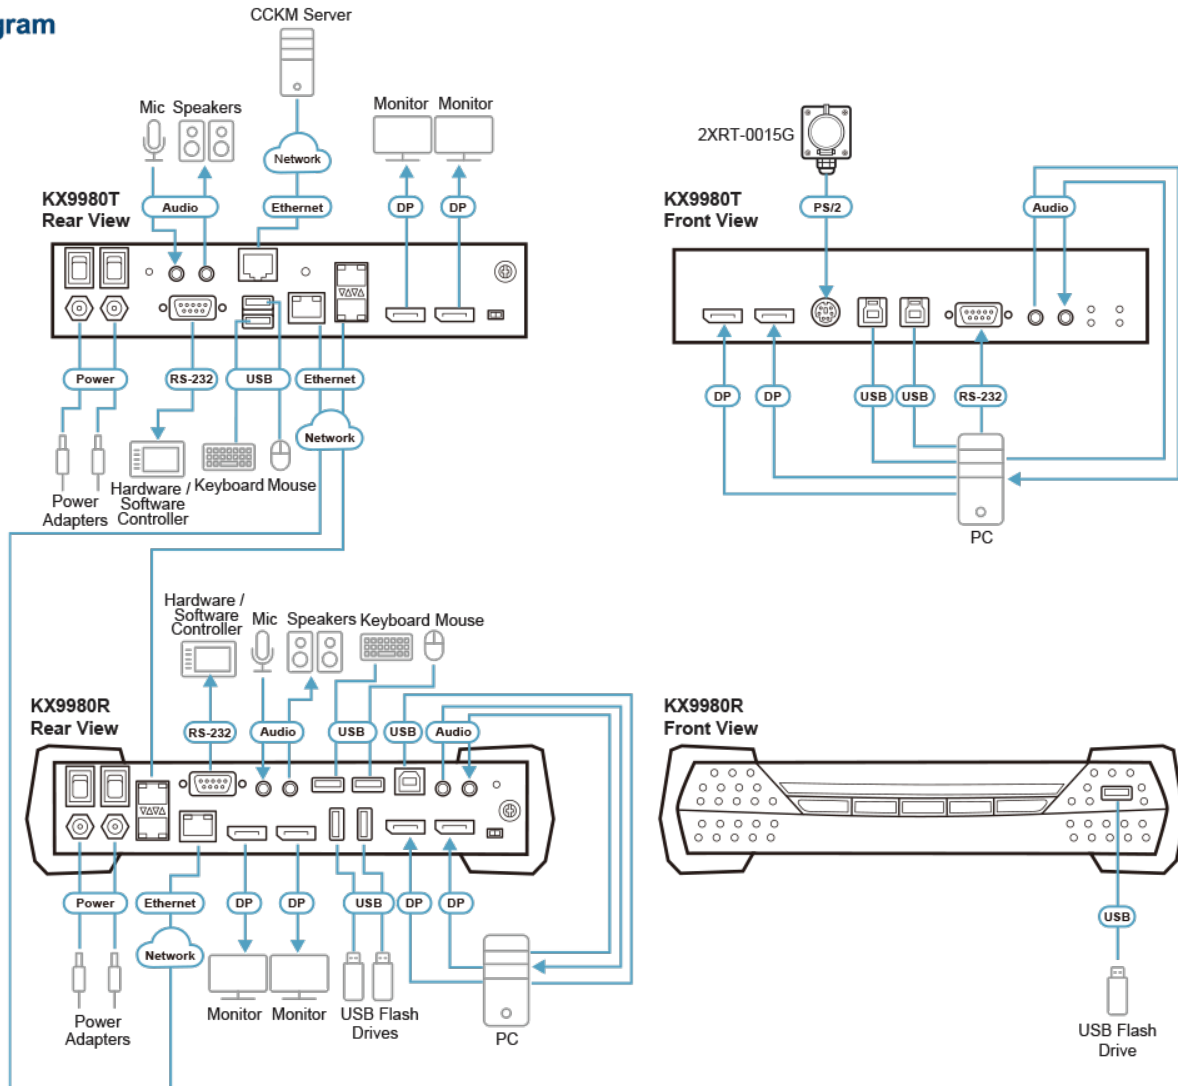 gram
CCKM Server
Mic Speakers
Monitor Monitor
Network
KX9980T
Rear View
Audio
Ethernet
DP
DP
Power
RS-232
USB
Ethernet
Network
Power
Adapters
Hardware /
Software
Controller
Keyboard Mouse
2XRT-0015G
KX9980T
Front View
PS/2
Audio
DP
DP
USB
USB
RS-232
PC
Hardware /
Software
Controller
Mic Speakers Keyboard Mouse
KX9980R
Rear View
RS-232
Audio
USB
USB
Audio
Power
Ethernet
DP
DP
USB
DP
DP
Network
Power
Adapters
Monitor Monitor
USB Flash
Drives
PC
KX9980R
Front View
USB
USB Flash
Drive